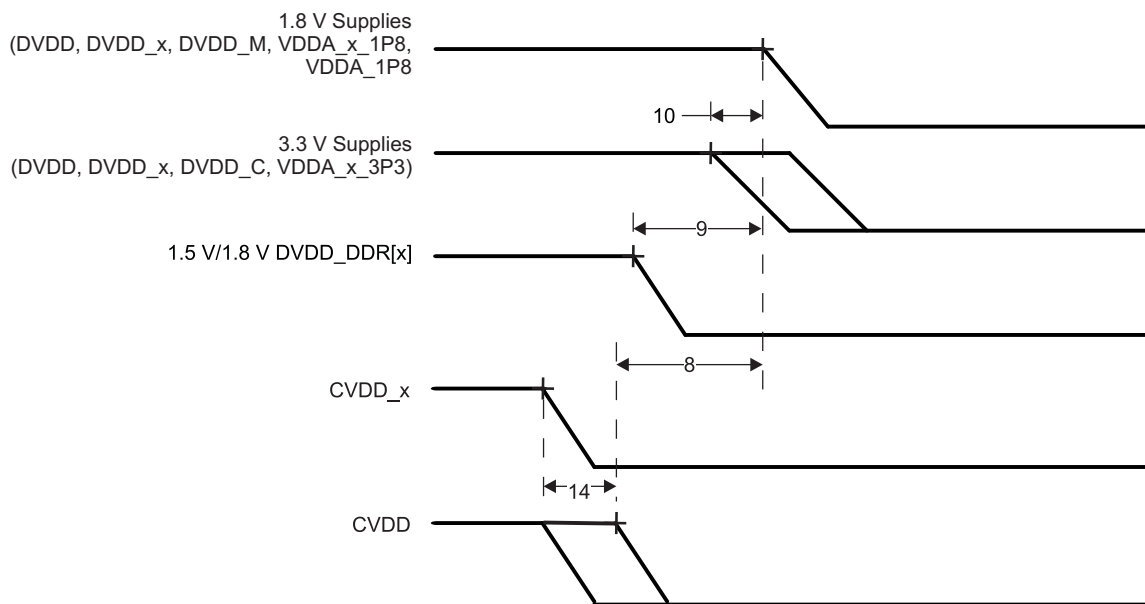 1.8 V Supplies
(DVDD, DVDD_x, DVDD_M, VDDA_x_1P8,
VDDA_1P8
10
3.3 V Supplies
(DVDD, DVDD_x, DVDD_C, VDDA_x_3P3)
9
1.5 V/1.8 V DVDD_DDR[x]
8
CVDD_x
14
CVDD